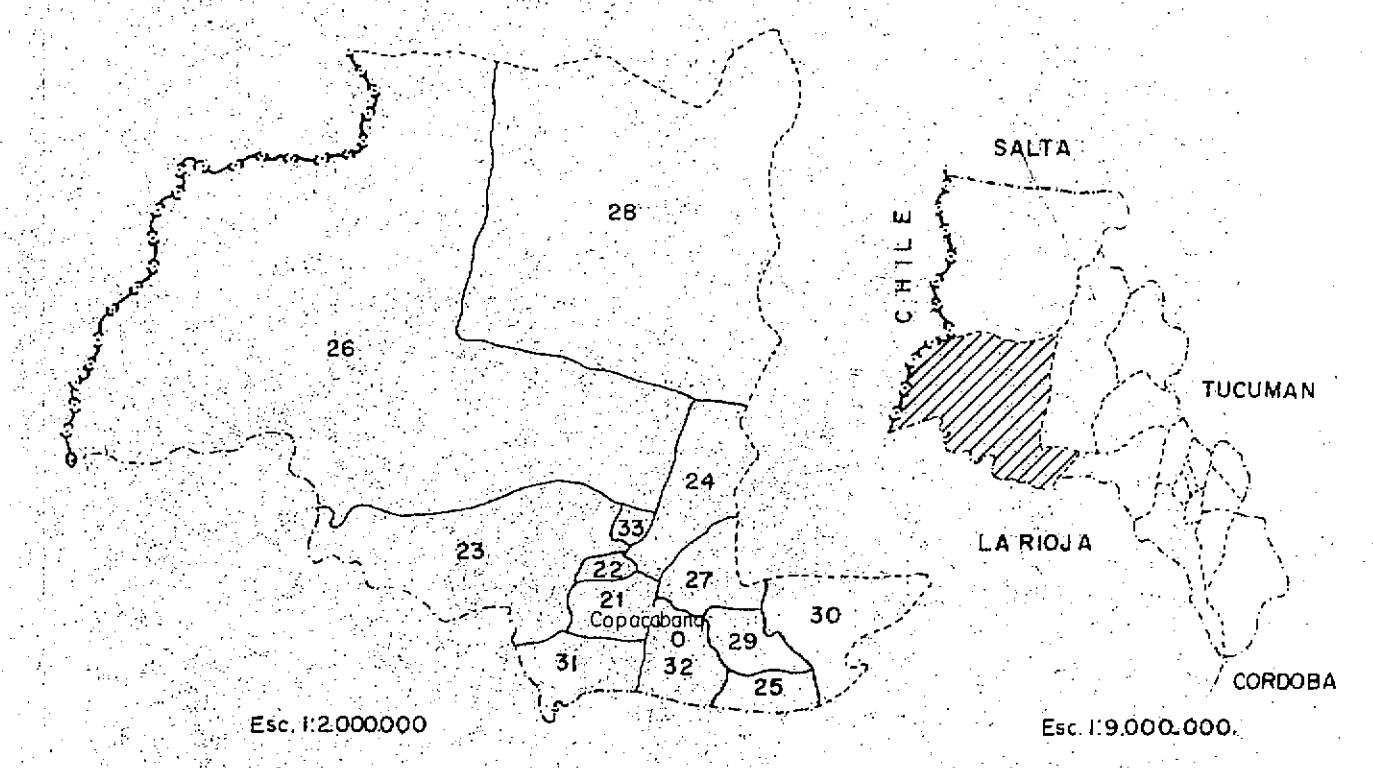 SALTA
28
CHILE
26
TUCUMAN
24
33
23
LA RIOJA
22
27
21
30
Copacabana
O
29
31
32
25
CORDOBA
Esc. 1:2.000.000
Esc. 1:9.000.000.